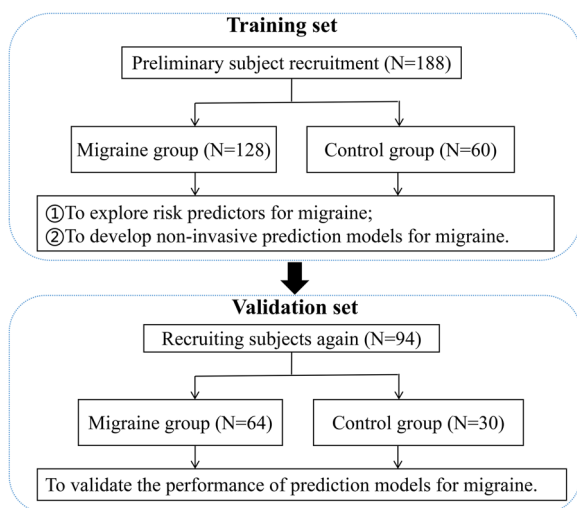 Training set
Preliminary subject recruitment (N=188)
Migraine group (N=128)
Control group (N=60)
①To explore risk predictors for migraine;
②To develop non-invasive prediction models for migraine.
Validation set
Recruiting subjects again (N=94)
Migraine group (N=64)
Control group (N=30)
To validate the performance of prediction models for migraine.